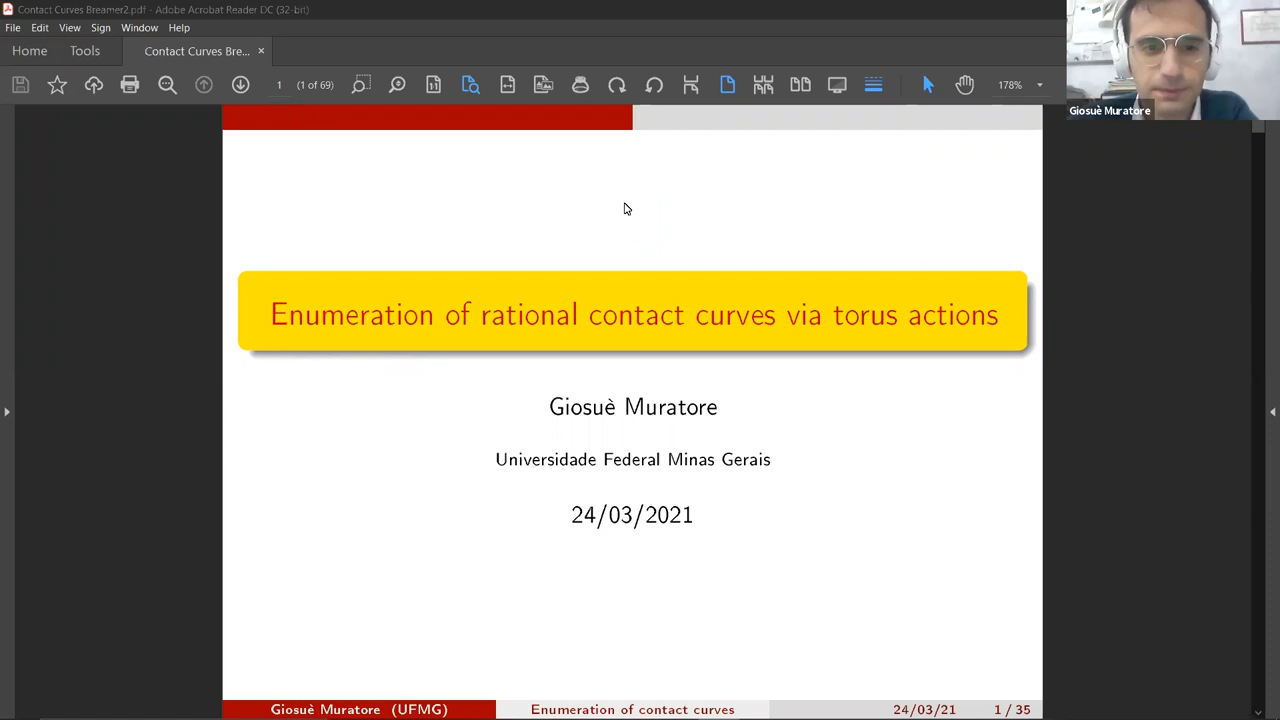 Contact Curves Breamer2.pdf - Adobe Acrobat Reader DC (32-bit)
File Edit View Sign Window Help
Home Tools Contact Curves Brea... ×
1 (1 of 69) 178%
Giosuè Muratore
Enumeration of rational contact curves via torus actions
Giosuè Muratore
Universidade Federal Minas Gerais
24/03/2021
Giosuè Muratore (UFMG) Enumeration of contact curves 24/03/21 1 / 35